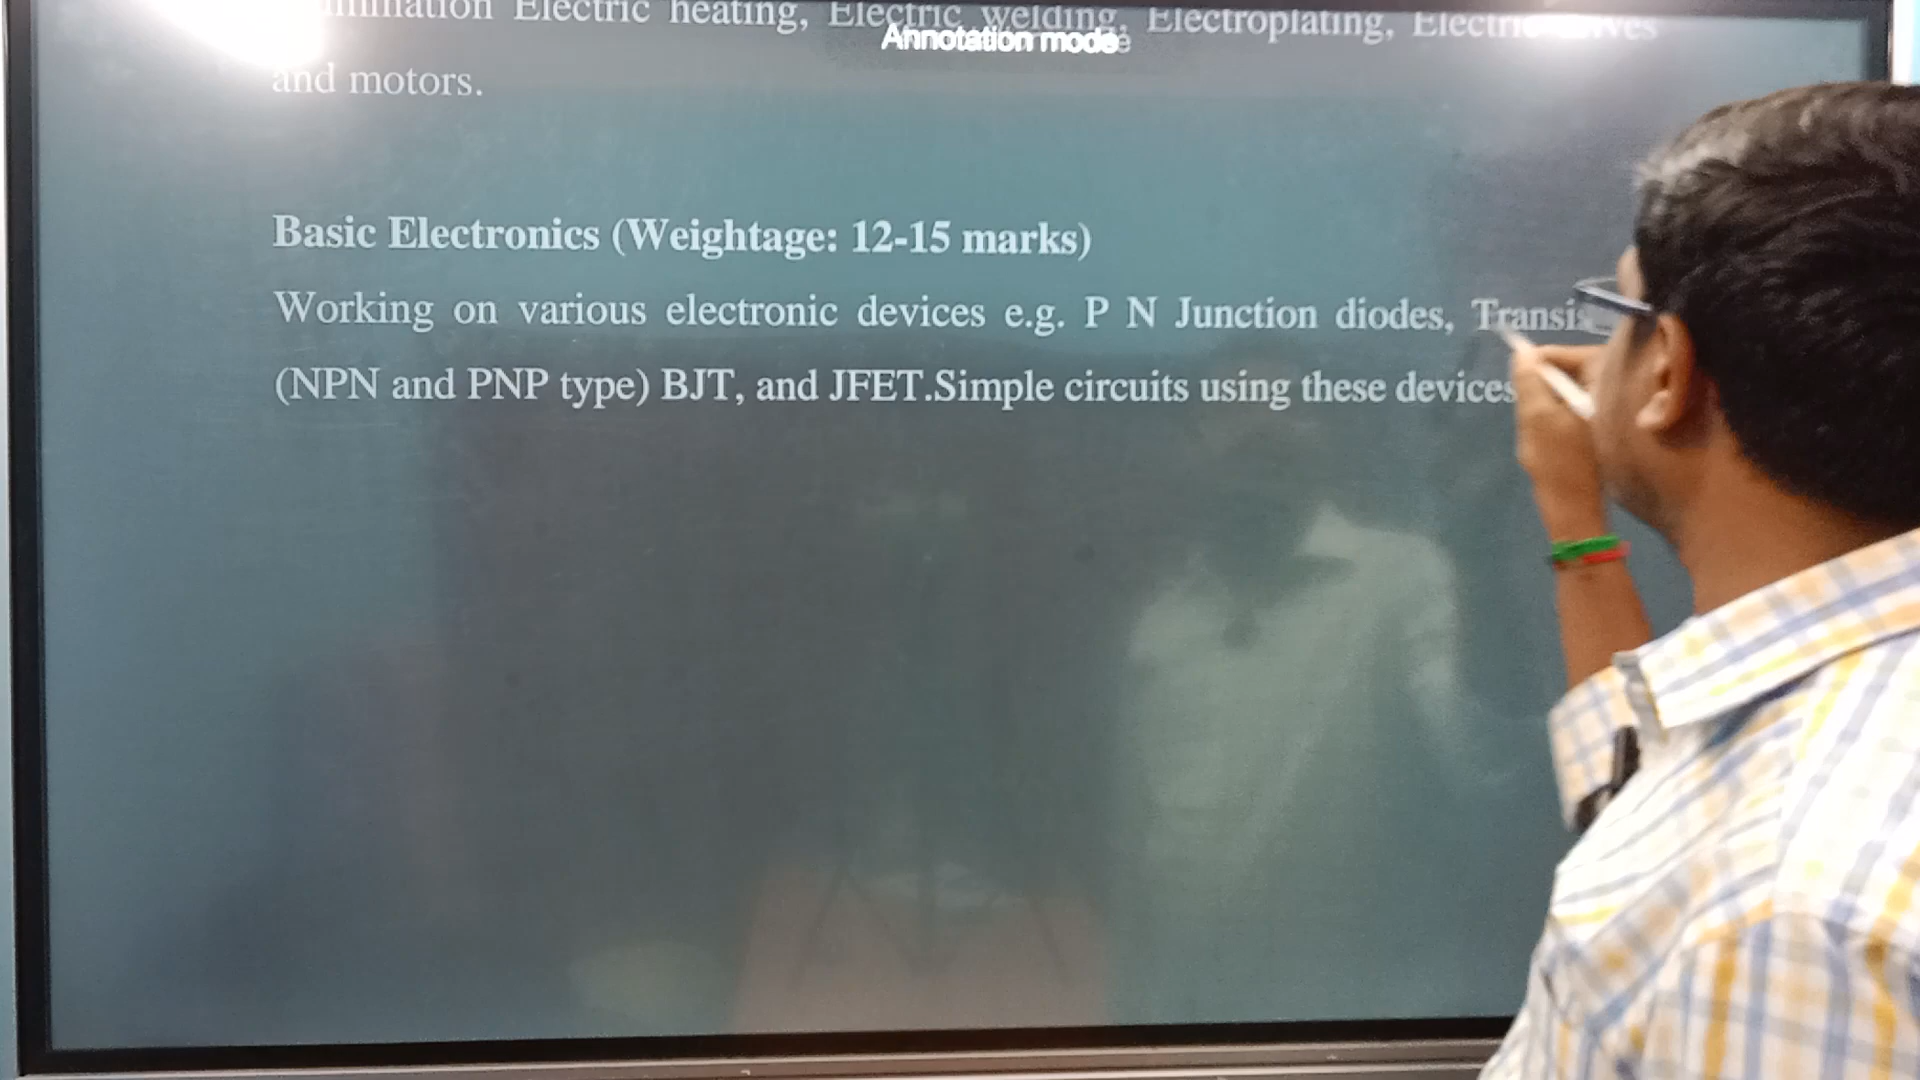 Electric heating, Electric welding, Electroplating,
Annotation mode
and motors.
Basic Electronics (Weightage: 12-15 marks)
Working on various electronic devices e.g. P N Junction diodes,
(NPN and PNP type) BJT, and JFET.Simple circuits using these devices